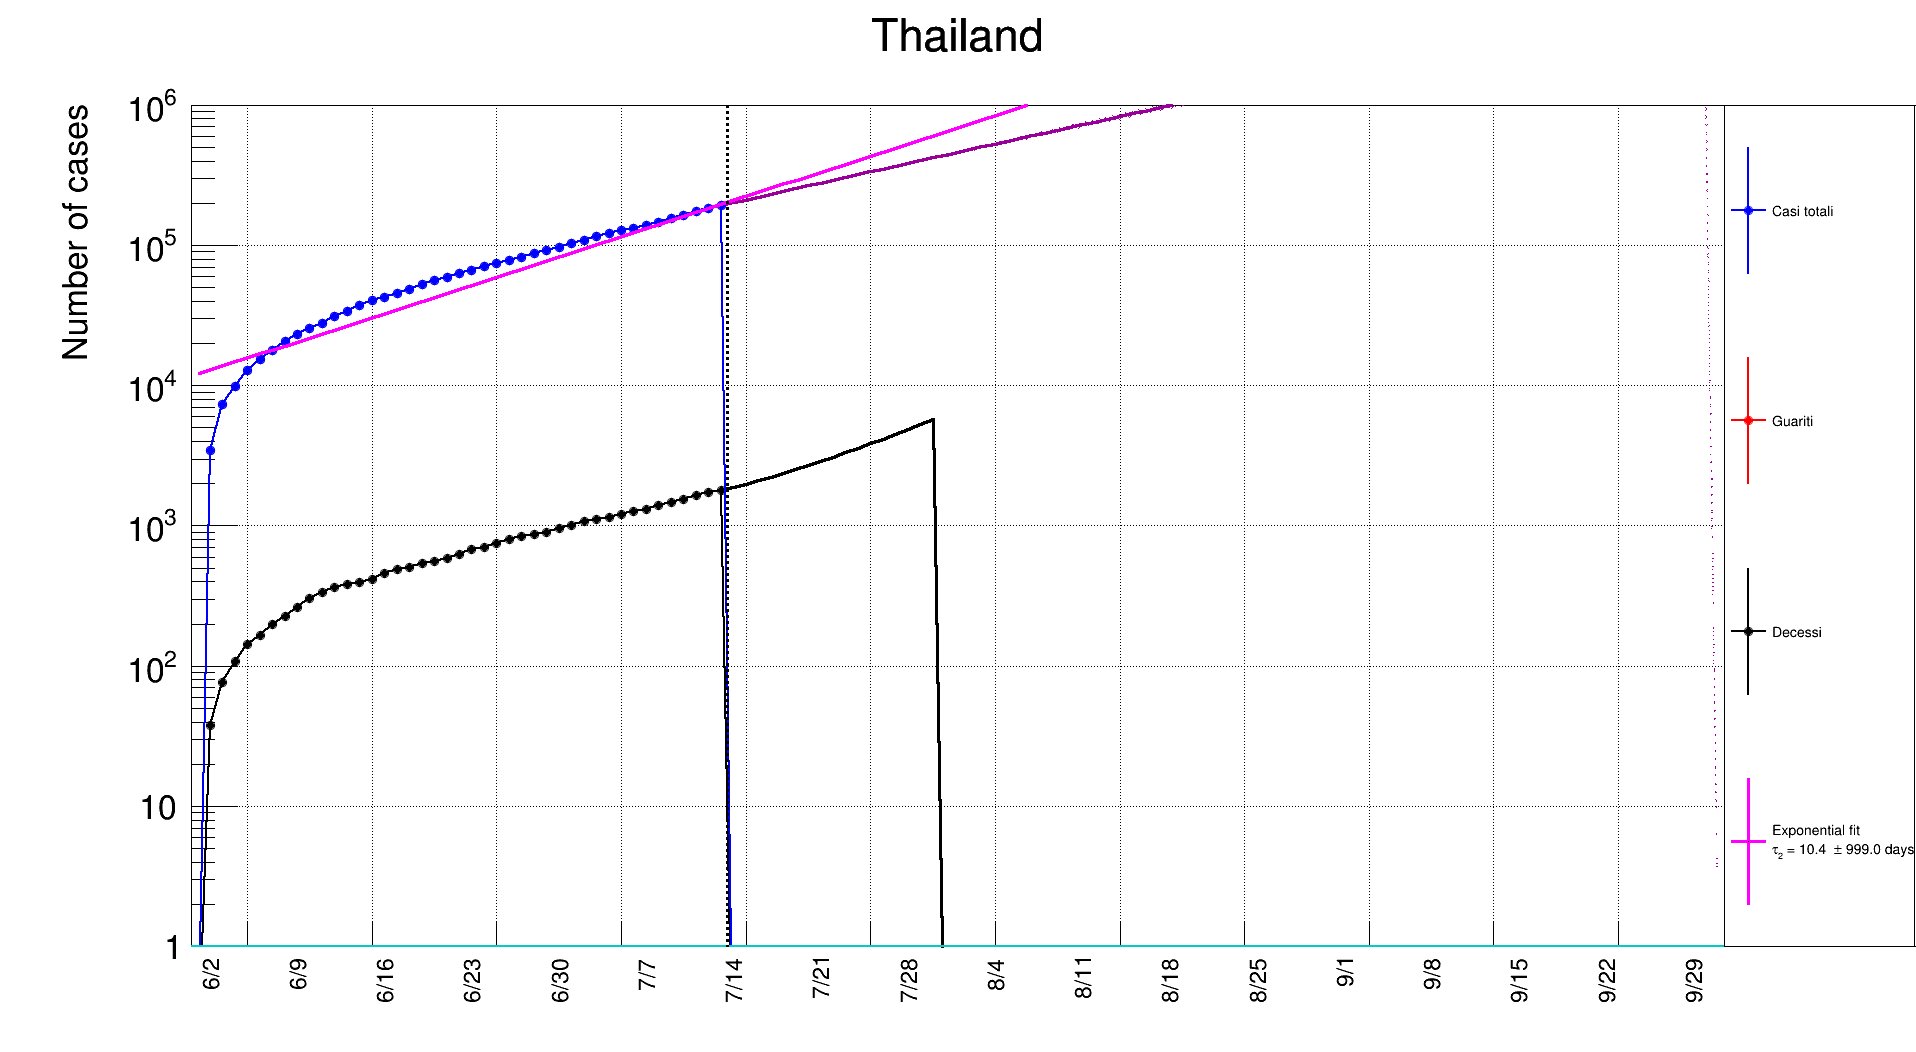 Thailand
Number of cases
10^6
10^5
10^4
10^3
10^2
10
1
6/2 6/9 6/16 6/23 6/30 7/7 7/14 7/21 7/28 8/4 8/11 8/18 8/25 9/1 9/8 9/15 9/22 9/29
Casi totali
Guariti
Decessi
Exponential fit
τ₂ = 10.4 ± 999.0 days